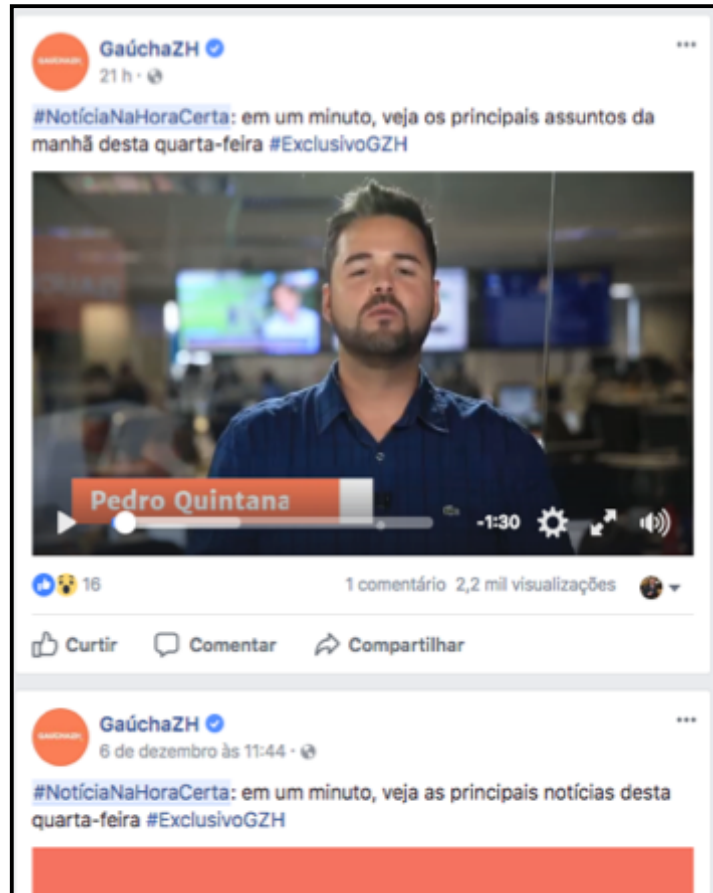 GaúchaZH
21 h ·
#NotíciaNaHoraCerta: em um minuto, veja os principais assuntos da
manhã desta quarta-feira #ExclusivoGZH
Pedro Quintana
-1:30
16
1 comentário 2,2 mil visualizações
Curtir Comentar Compartilhar
GaúchaZH
6 de dezembro às 11:44 ·
#NotíciaNaHoraCerta: em um minuto, veja as principais notícias desta
quarta-feira #ExclusivoGZH